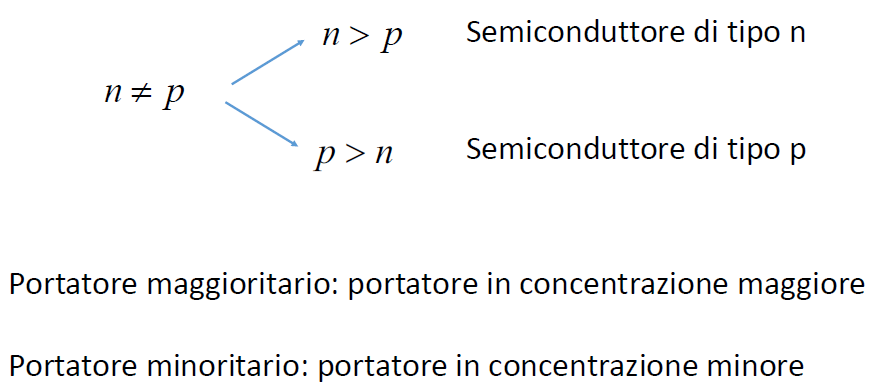 n > p Semiconduttore di tipo n
n ≠ p
p > n Semiconduttore di tipo p
Portatore maggioritario: portatore in concentrazione maggiore
Portatore minoritario: portatore in concentrazione minore